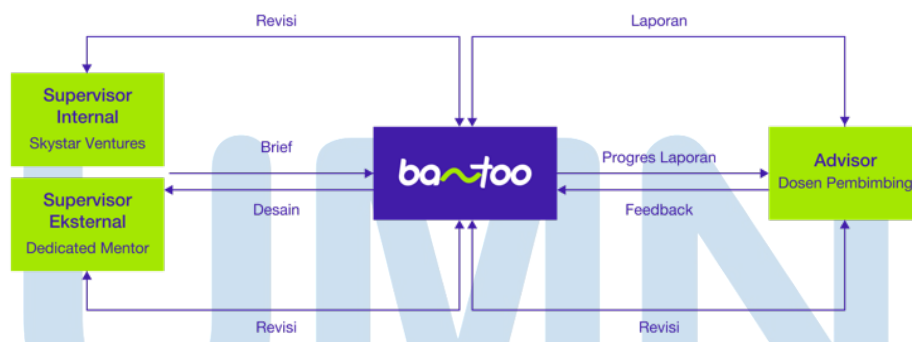 Revisi
Laporan
Supervisor
Internal
Skystar Ventures
Brief
Progres Laporan
Advisor
Dosen Pembimbing
bantoo
Supervisor
Eksternal
Dedicated Mentor
Desain
Feedback
Revisi
Revisi
UMN